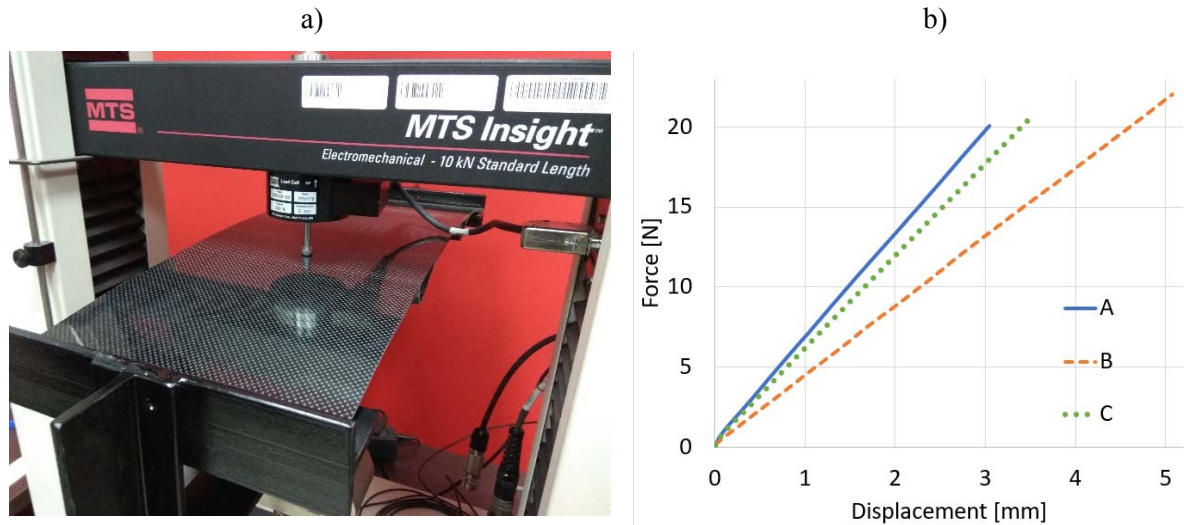 a)
b)
MTS
MTS Insight™
Electromechanical - 10 kN Standard Length
Load Cell
Force [N]
20
15
10
5
0
A
B
C
0
1
2
3
4
5
Displacement [mm]